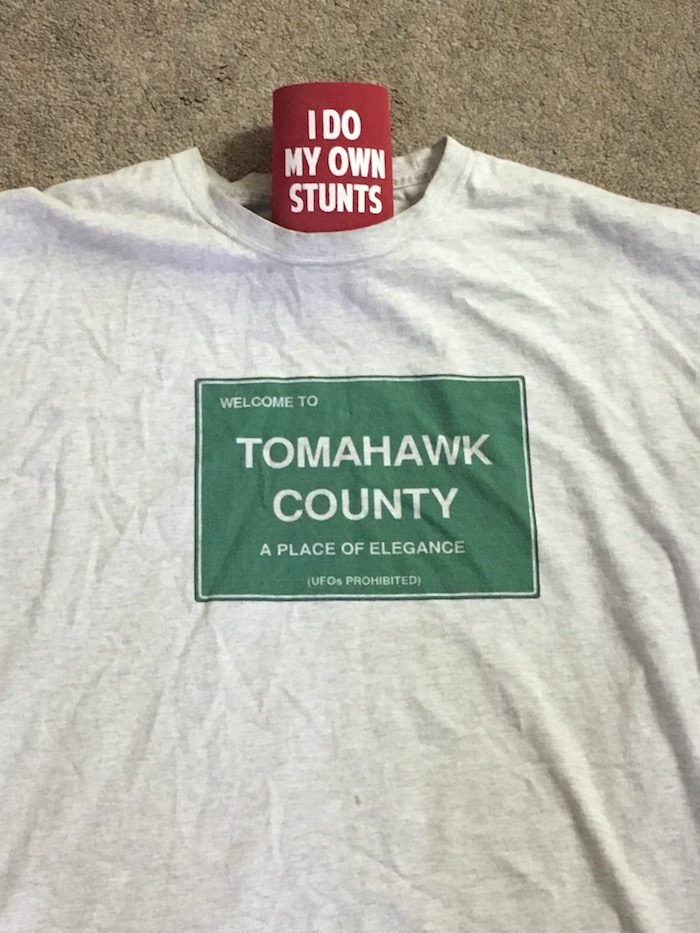 I DO
MY OWN
STUNTS
WELCOME TO
TOMAHAWK
COUNTY
A PLACE OF ELEGANCE
(UFOs PROHIBITED)